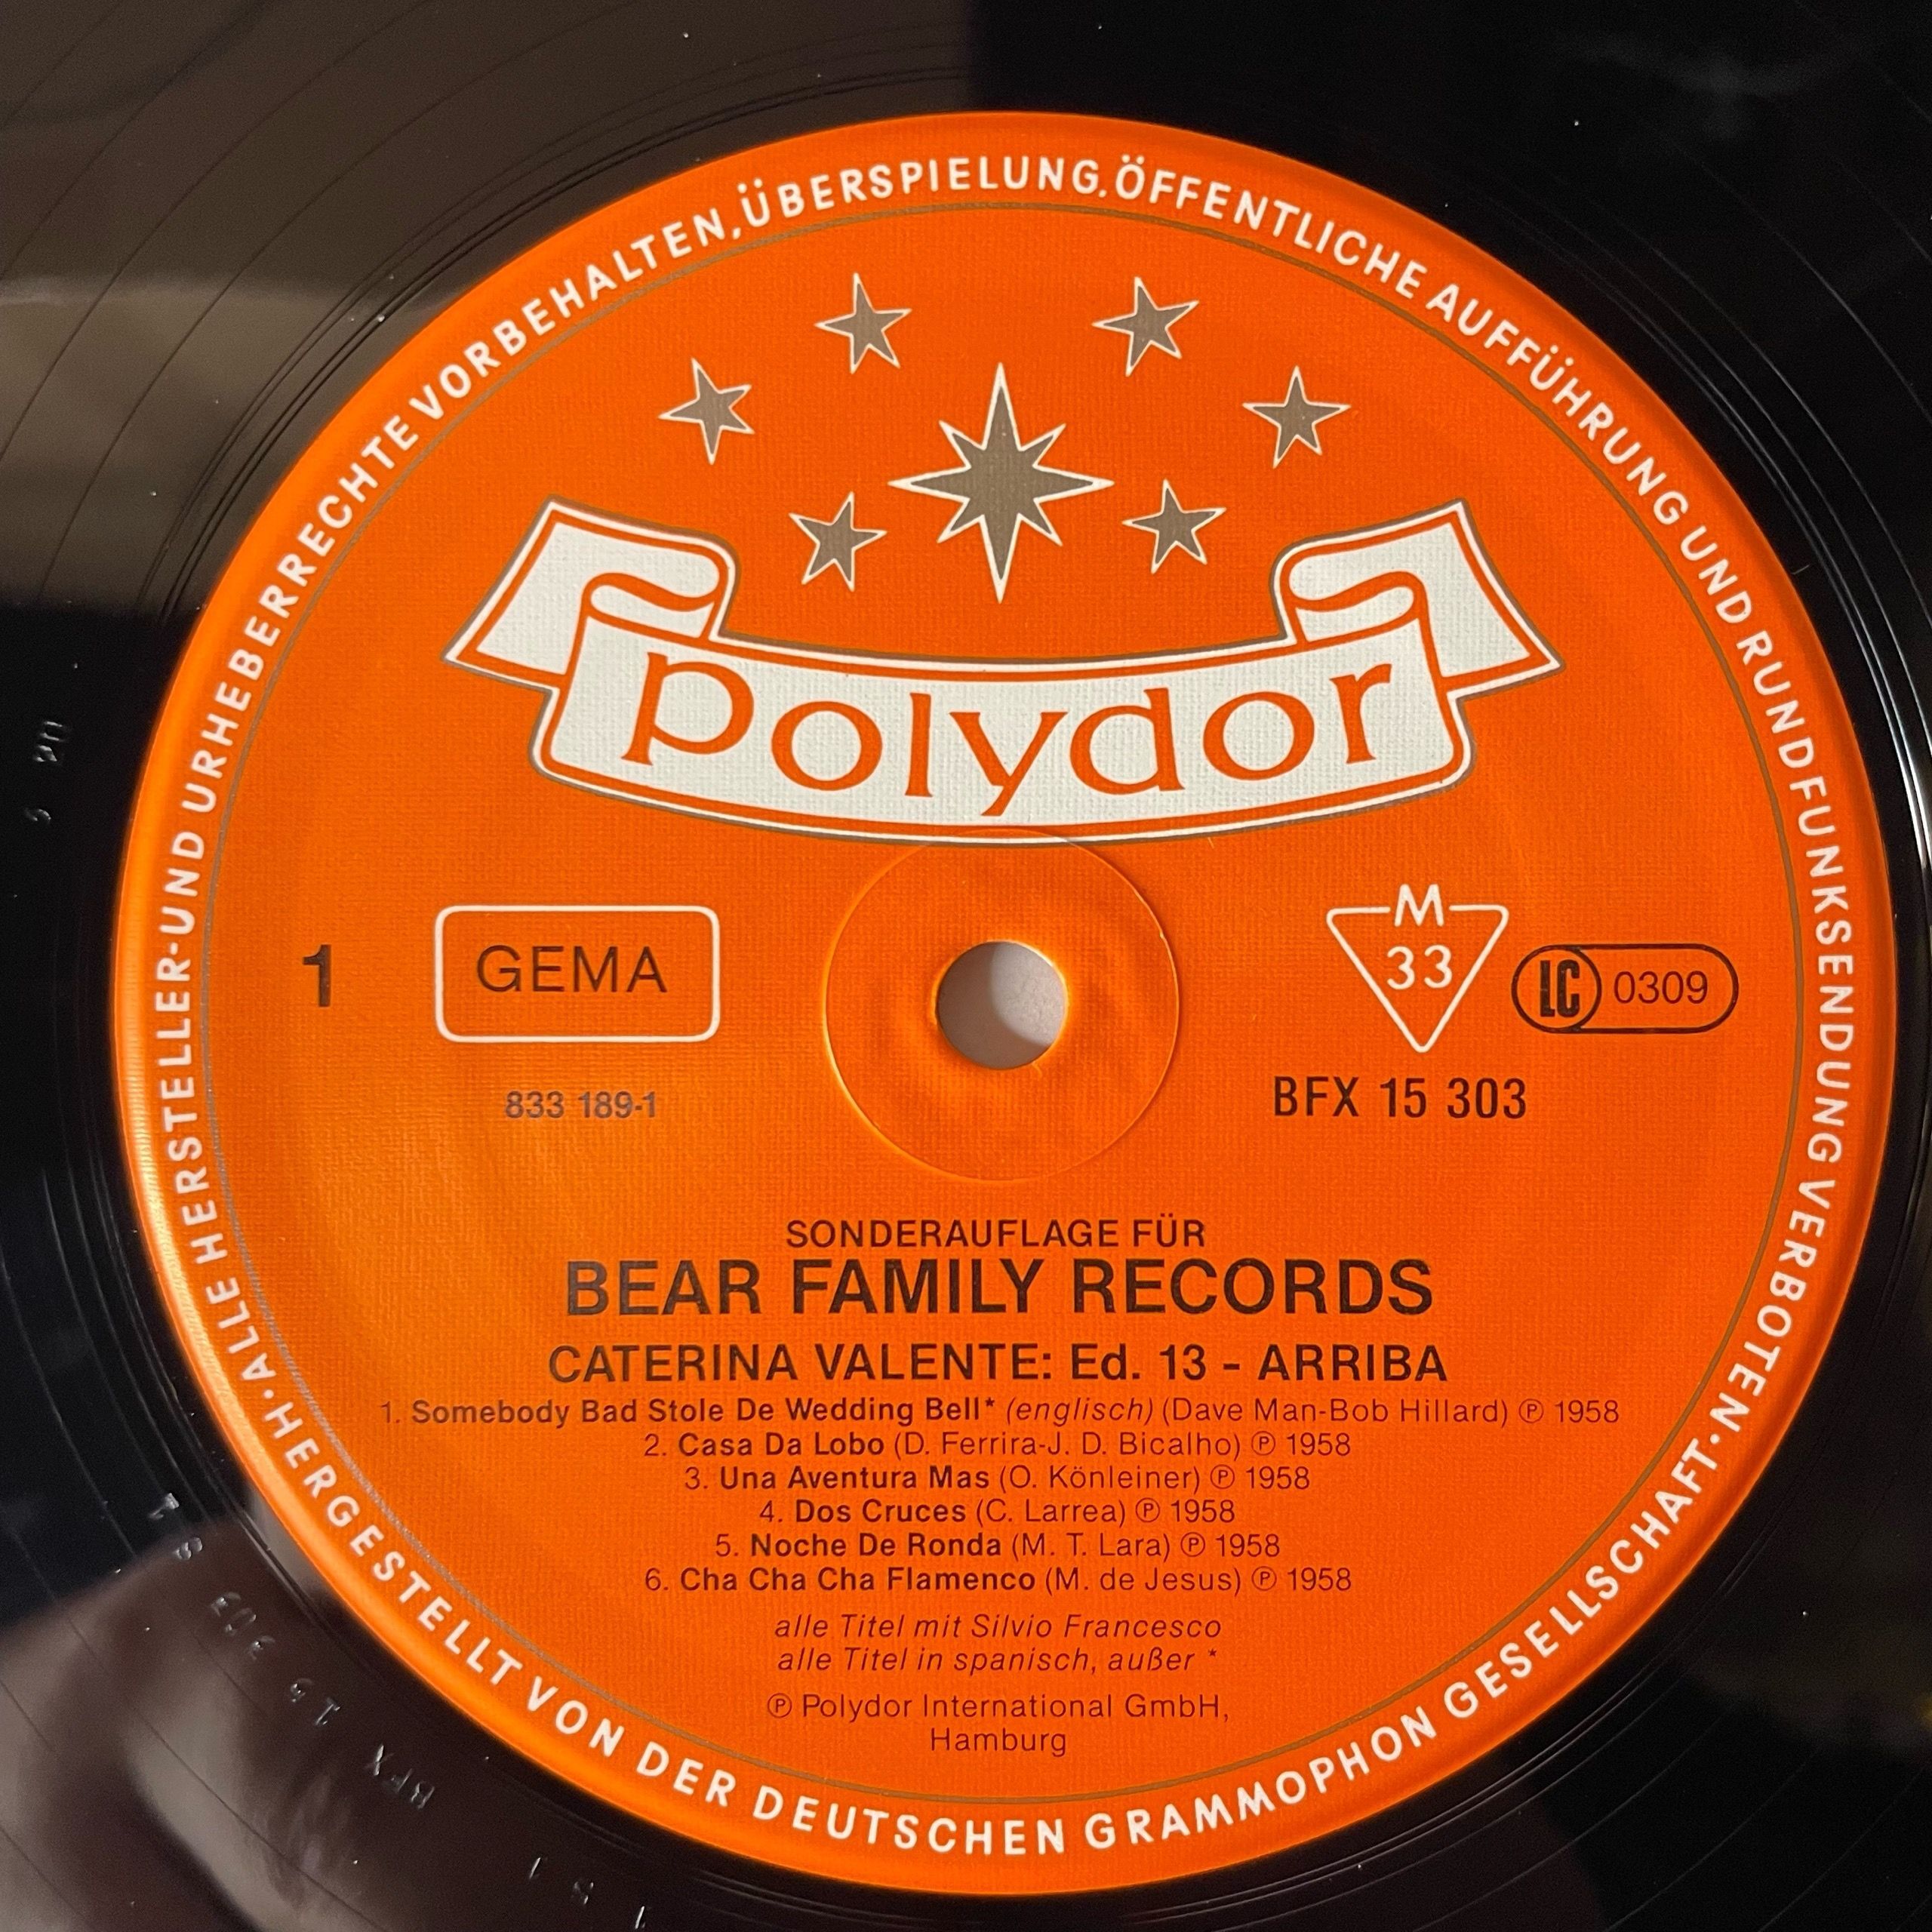 ALLE HERSTELLER-UND URHEBERRECHTE VORBEHALTEN, ÜBERSPIELUNG, ÖFFENTLICHE AUFFÜHRUNG UND RUNDFUNKSENDUNG VERBOTEN
polydor
1
GEMA
M
33
LC 0309
833 189-1
BFX 15 303
SONDERAUFLAGE FÜR
BEAR FAMILY RECORDS
CATERINA VALENTE: Ed. 13 - ARRIBA
1. Somebody Bad Stole De Wedding Bell* (englisch) (Dave Man-Bob Hillard) ℗ 1958
2. Casa Da Lobo (D. Ferrira-J. D. Bicalho) ℗ 1958
3. Una Aventura Mas (O. Könleiner) ℗ 1958
4. Dos Cruces (C. Larrea) ℗ 1958
5. Noche De Ronda (M. T. Lara) ℗ 1958
6. Cha Cha Cha Flamenco (M. de Jesus) ℗ 1958
alle Titel mit Silvio Francesco
alle Titel in spanisch, außer *
℗ Polydor International GmbH,
Hamburg
• HERGESTELLT VON DER DEUTSCHEN GRAMMOPHON GESELLSCHAFT •
BFX